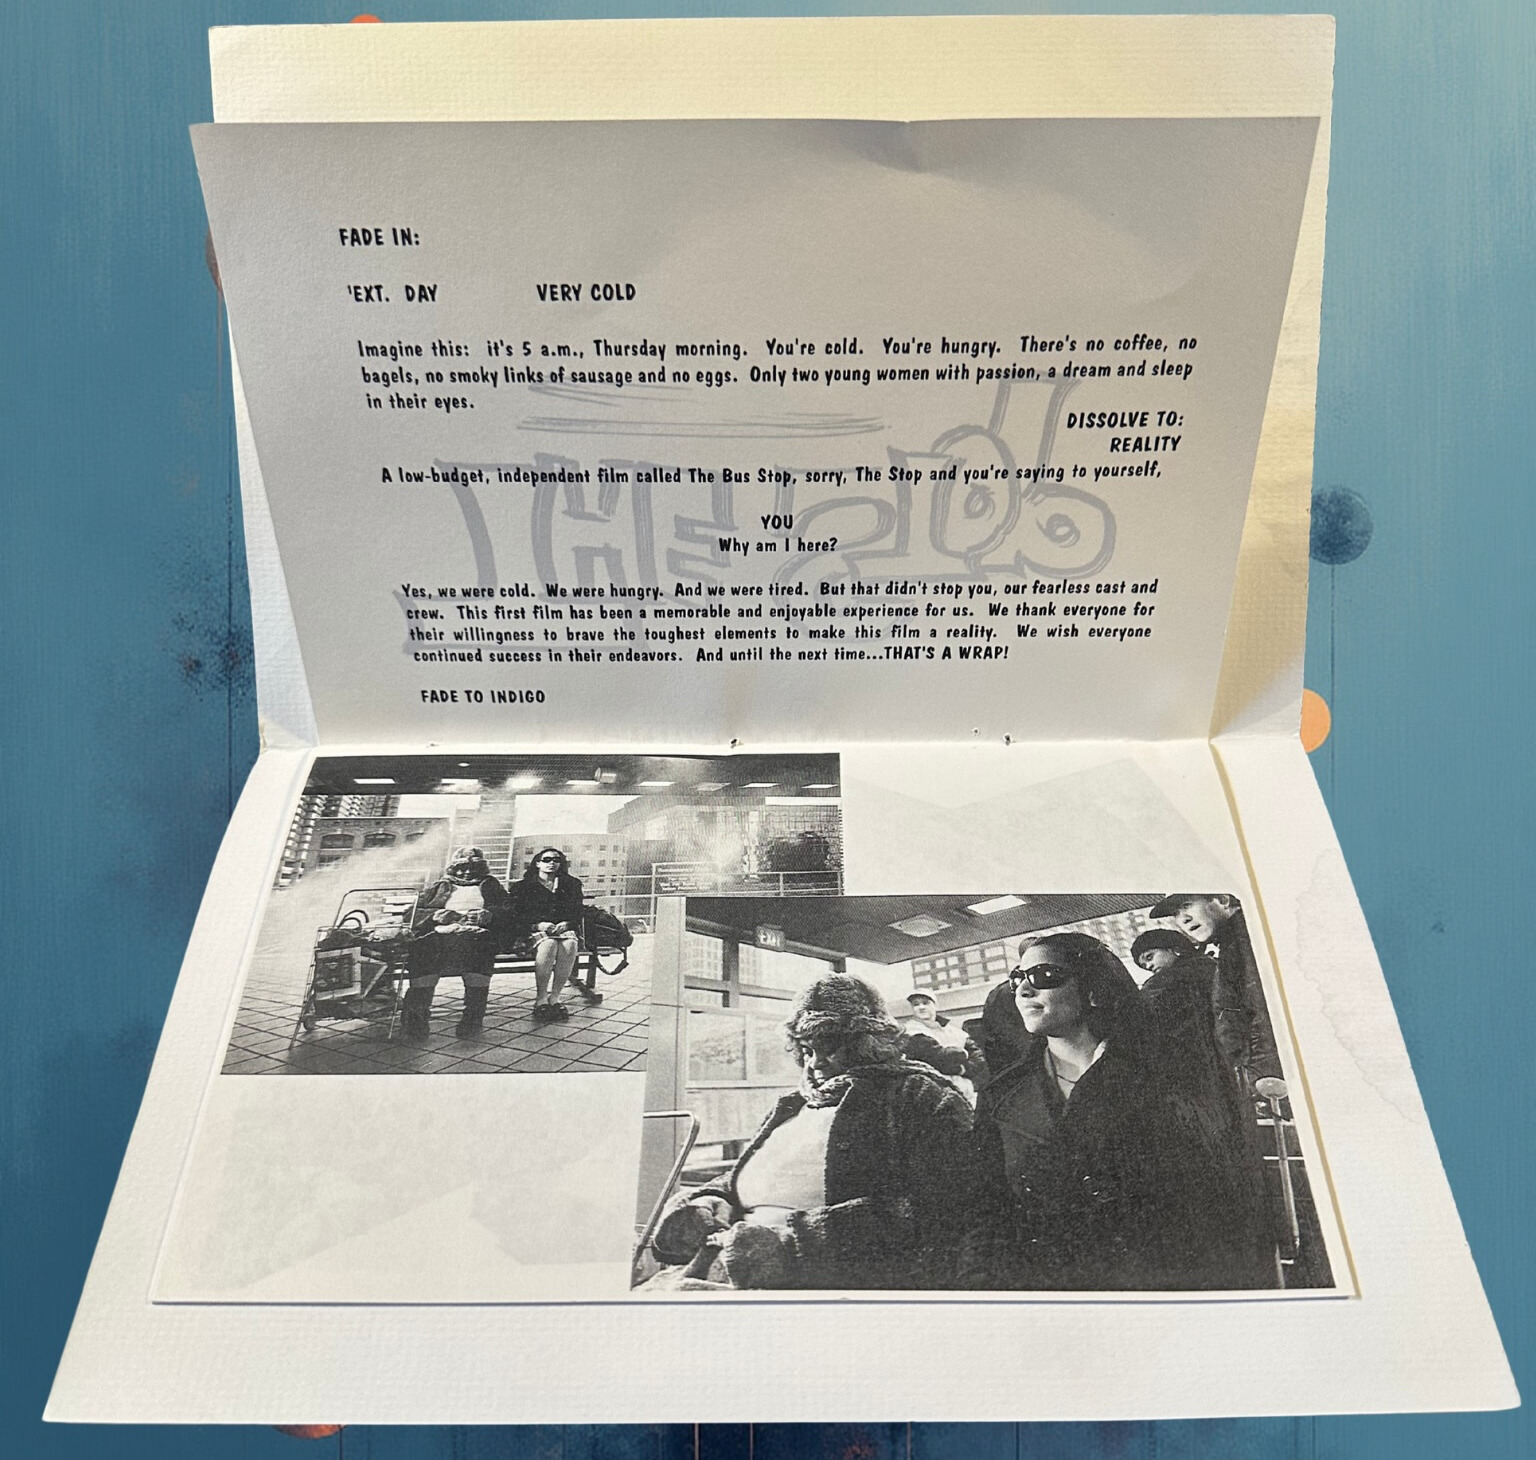 FADE IN:
'EXT. DAY VERY COLD
Imagine this: it's 5 a.m., Thursday morning. You're cold. You're hungry. There's no coffee, no
bagels, no smoky links of sausage and no eggs. Only two young women with passion, a dream and sleep
in their eyes.
DISSOLVE TO:
REALITY
A low-budget, independent film called The Bus Stop, sorry, The Stop and you're saying to yourself,
YOU
Why am I here?
Yes, we were cold. We were hungry. And we were tired. But that didn't stop you, our fearless cast and
crew. This first film has been a memorable and enjoyable experience for us. We thank everyone for
their willingness to brave the toughest elements to make this film a reality. We wish everyone
continued success in their endeavors. And until the next time...THAT'S A WRAP!
FADE TO INDIGO
EXIT